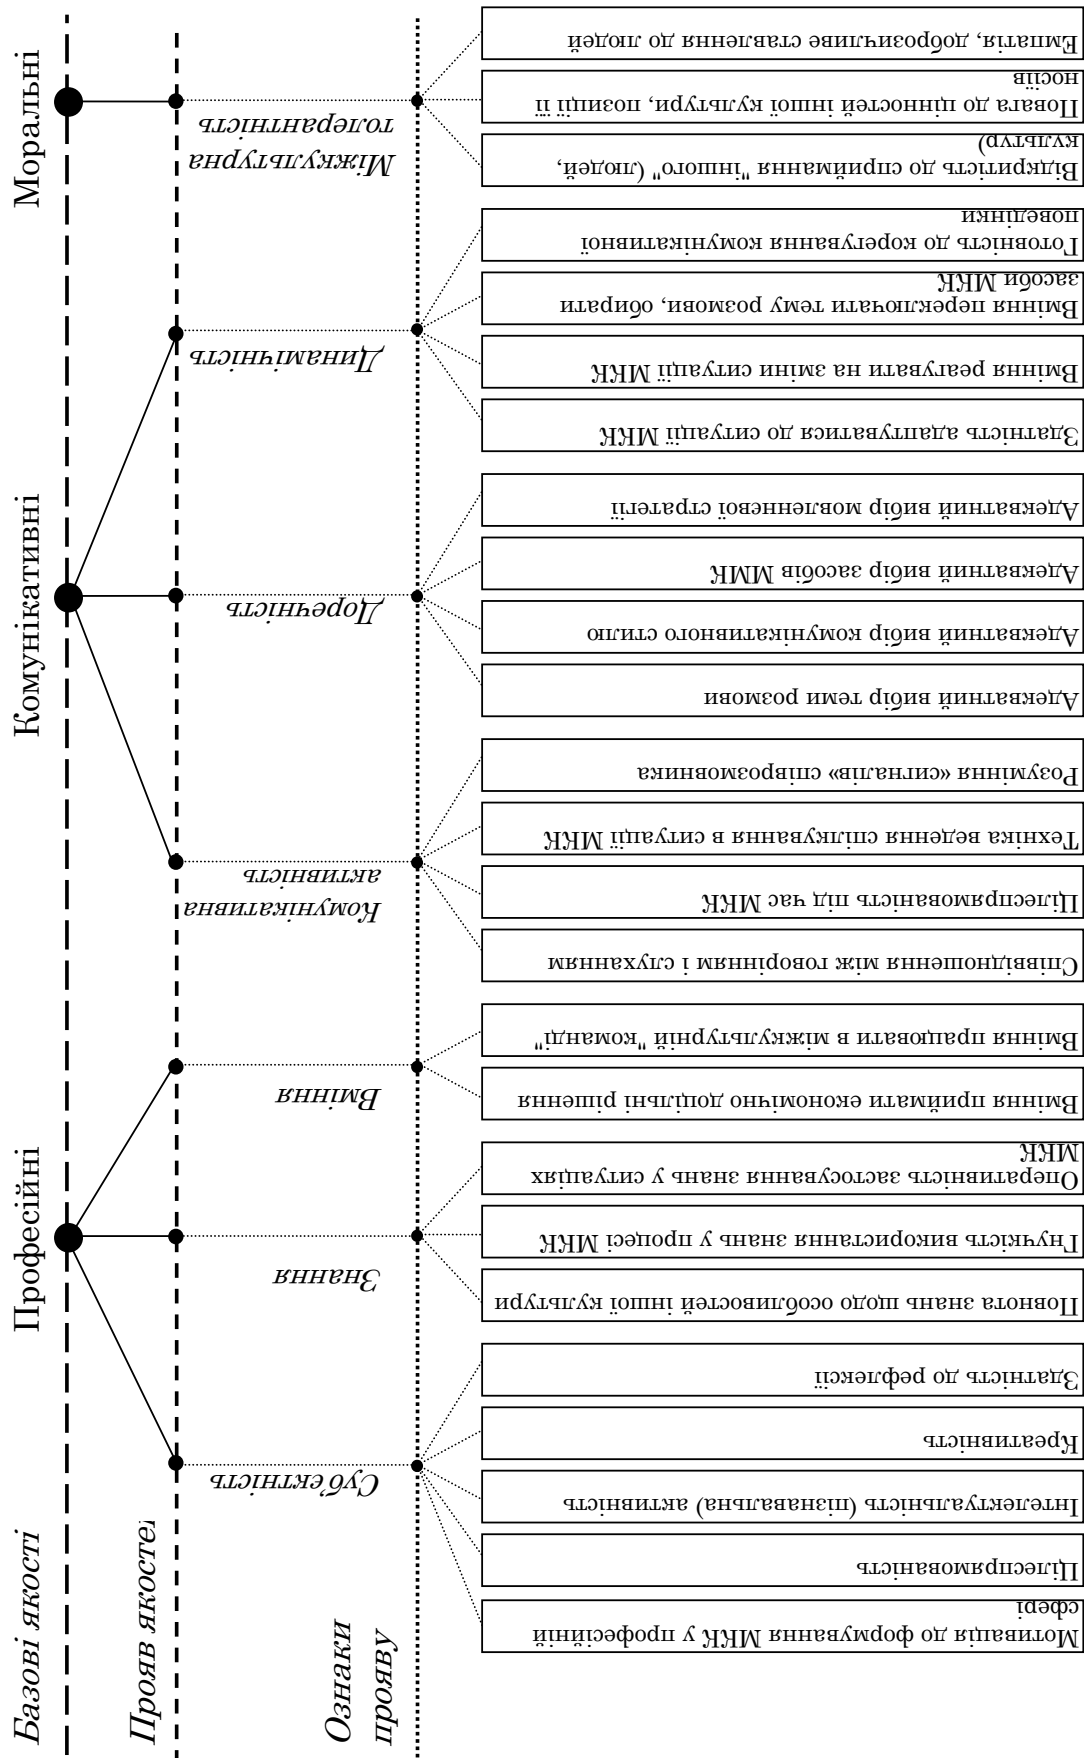 Базові якості
Професійні
Комунікативні
Моральні
Прояв якостей
Суб'єктність
Знання
Вміння
Комунікативна
активність
Доречність
Динамічність
Міжкультурна
толерантність
Ознаки
прояву
Мотивація до формування МКК у професійній
сфері
Цілеспрямованість
Інтелектуальність (пізнавальна) активність
Креативність
Здатність до рефлексії
Повнота знань щодо особливостей іншої культури
Гнучкість використання знань у процесі МКК
Оперативність застосування знань у ситуаціях
МКК
Вміння приймати економічно доцільні рішення
Вміння працювати в міжкультурній "команді"
Співвідношення між говорінням і слуханням
Цілеспрямованість під час МКК
Техніка ведення спілкування в ситуації МКК
Розуміння «сигналів» співрозмовника
Адекватний вибір теми розмови
Адекватний вибір комунікативного стилю
Адекватний вибір засобів ММК
Адекватний вибір мовленнєвої стратегії
Здатність адаптуватися до ситуації МКК
Вміння реагувати на зміни ситуації МКК
Вміння переключати тему розмови, обирати
засоби МКК
Готовність до корегування комунікативної
поведінки
Відкритість до сприймання "іншого" (людей,
культур)
Повага до цінностей іншої культури, позиції її
носіїв
Емпатія, доброзичливе ставлення до людей